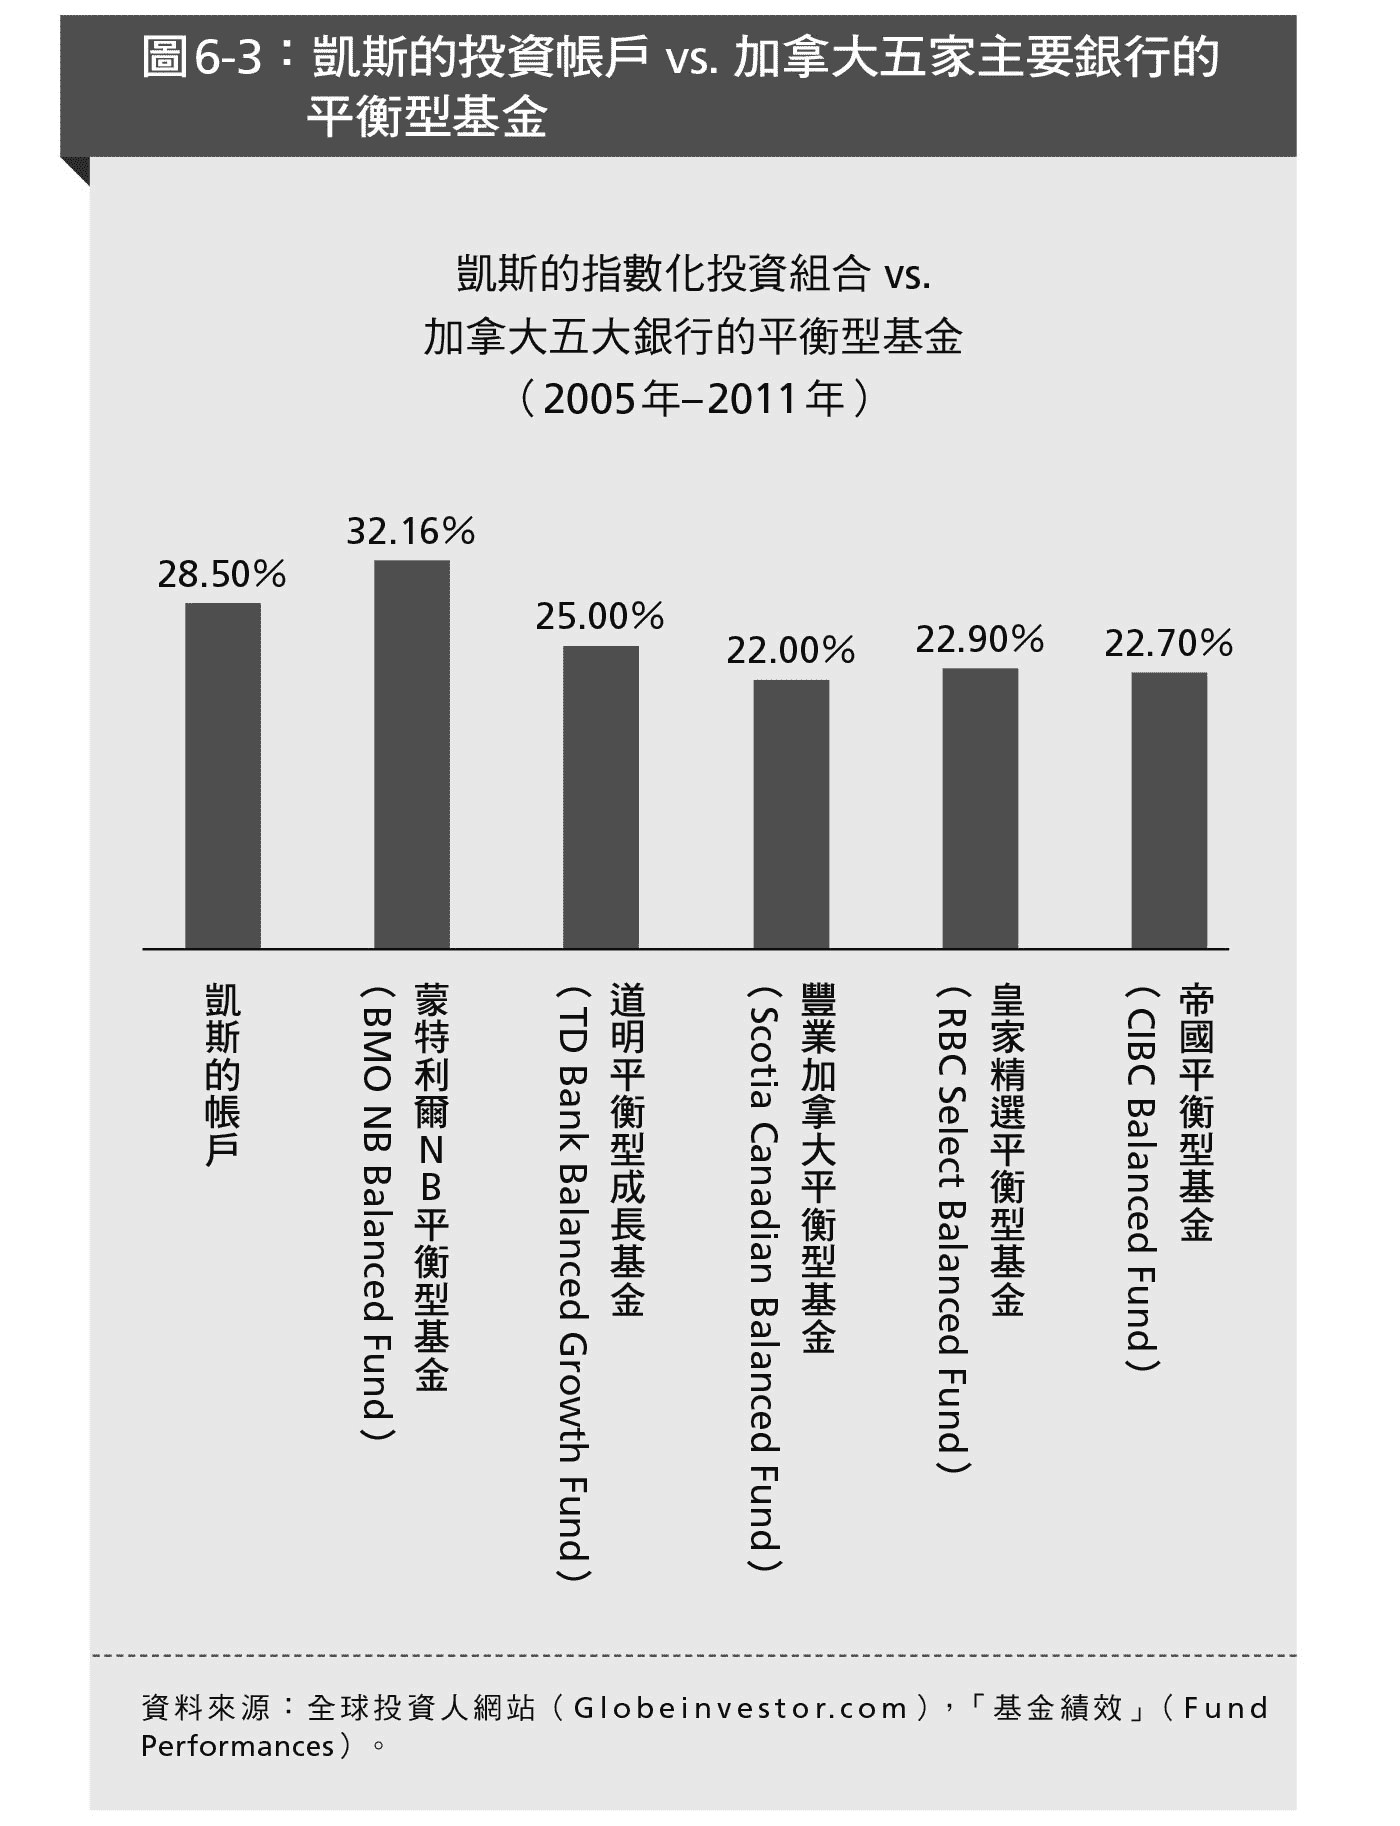 圖6-3：凱斯的投資帳戶 vs. 加拿大五家主要銀行的
平衡型基金
凱斯的指數化投資組合 vs.
加拿大五大銀行的平衡型基金
（2005年–2011年）
28.50%
32.16%
25.00%
22.00%
22.90%
22.70%
凱斯的帳戶
蒙特利爾NB平衡型基金
（BMO NB Balanced Fund）
道明平衡型成長基金
（TD Bank Balanced Growth Fund）
豐業加拿大平衡型基金
（Scotia Canadian Balanced Fund）
皇家精選平衡型基金
（RBC Select Balanced Fund）
帝國平衡型基金
（CIBC Balanced Fund）
資料來源：全球投資人網站（Globeinvestor.com），「基金績效」（Fund
Performances）。